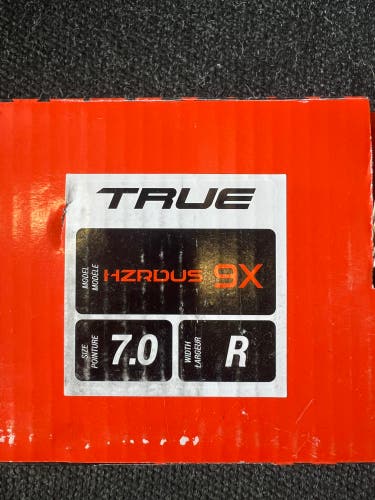 TRUE
MODEL
MODÈLE
HZRDUS 9X
SIZE
POINTURE
7.0
WIDTH
LARGEUR
R